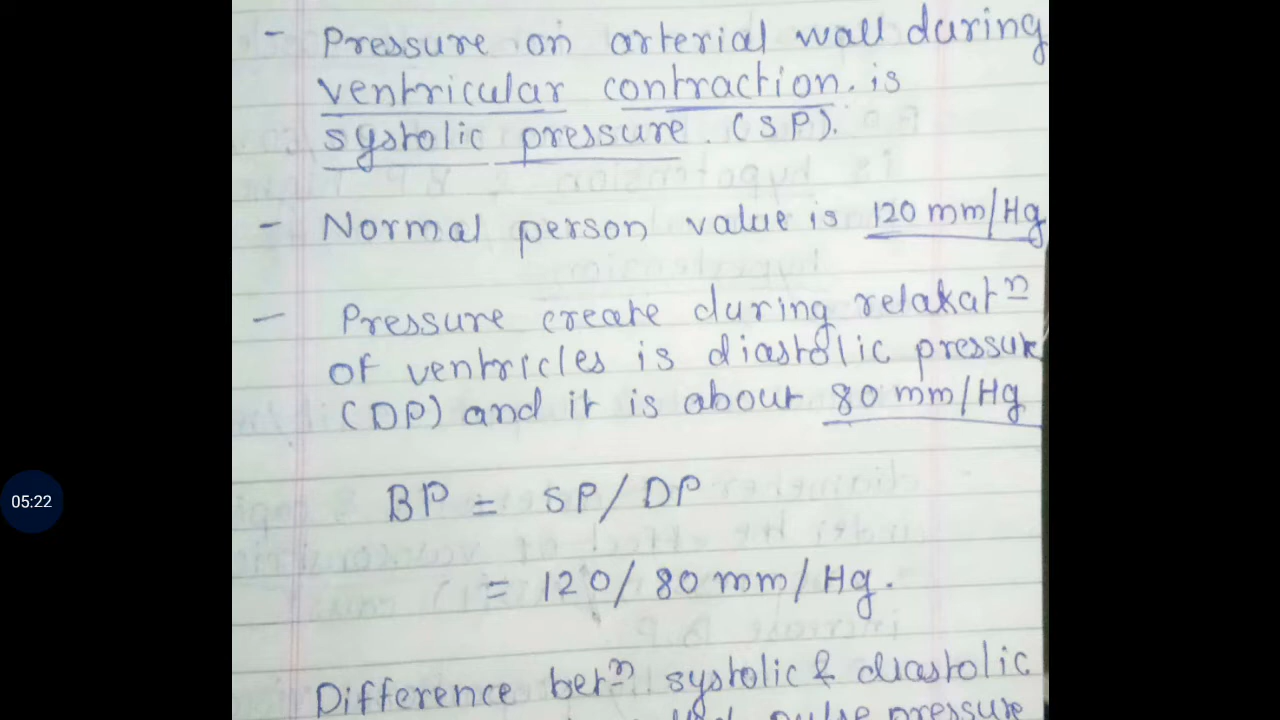 - Pressure on arterial wall during
ventricular contraction. is
systolic pressure. (SP).
- Normal person value is 120 mm/Hg
- Pressure create during relaxatn
of ventricles is diastolic pressure
(DP) and it is about 80 mm/Hg
BP = SP/DP
= 120/80 mm/Hg.
Difference betn systolic & diastolic
pulse pressure
05:22